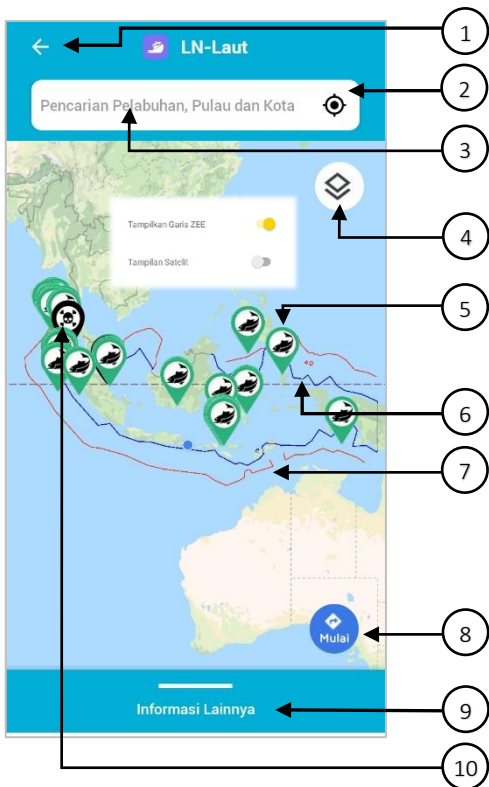 1
LN-Laut
2
Pencarian Pelabuhan, Pulau dan Kota
3
Tampilkan Garis ZEE
4
Tampilan Satelit
5
6
7
Mulai
8
Informasi Lainnya
9
10